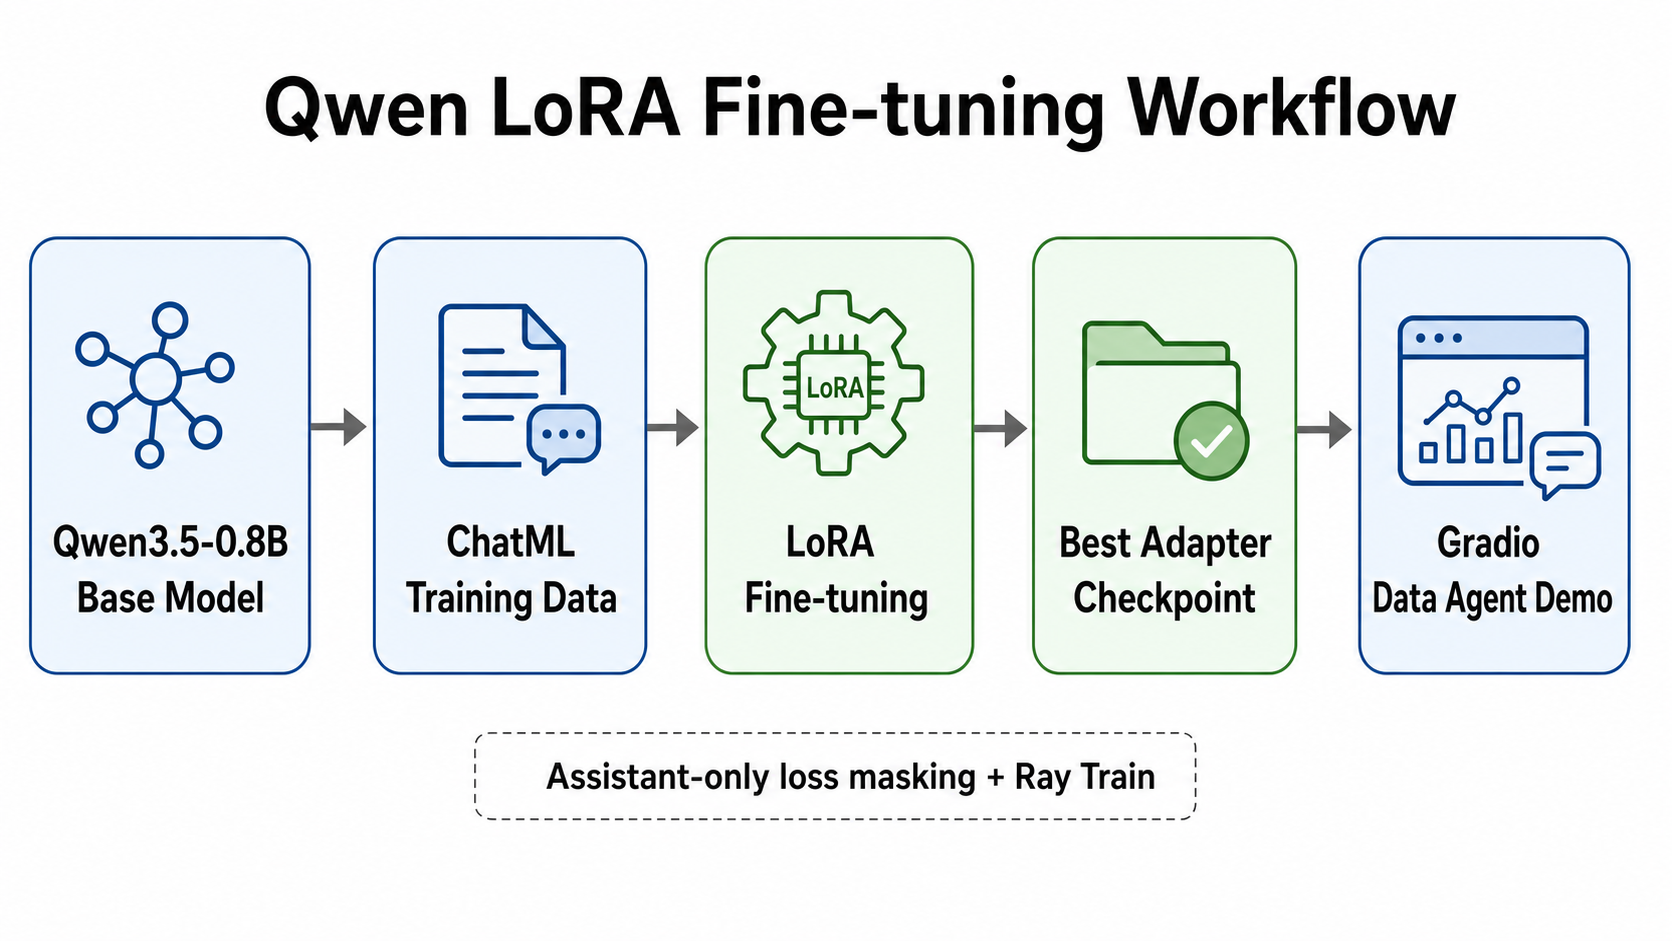 Qwen LoRA Fine-tuning Workflow
Qwen3.5-0.8B
Base Model
ChatML
Training Data
LoRA
LoRA
Fine-tuning
Best Adapter
Checkpoint
Gradio
Data Agent Demo
Assistant-only loss masking + Ray Train